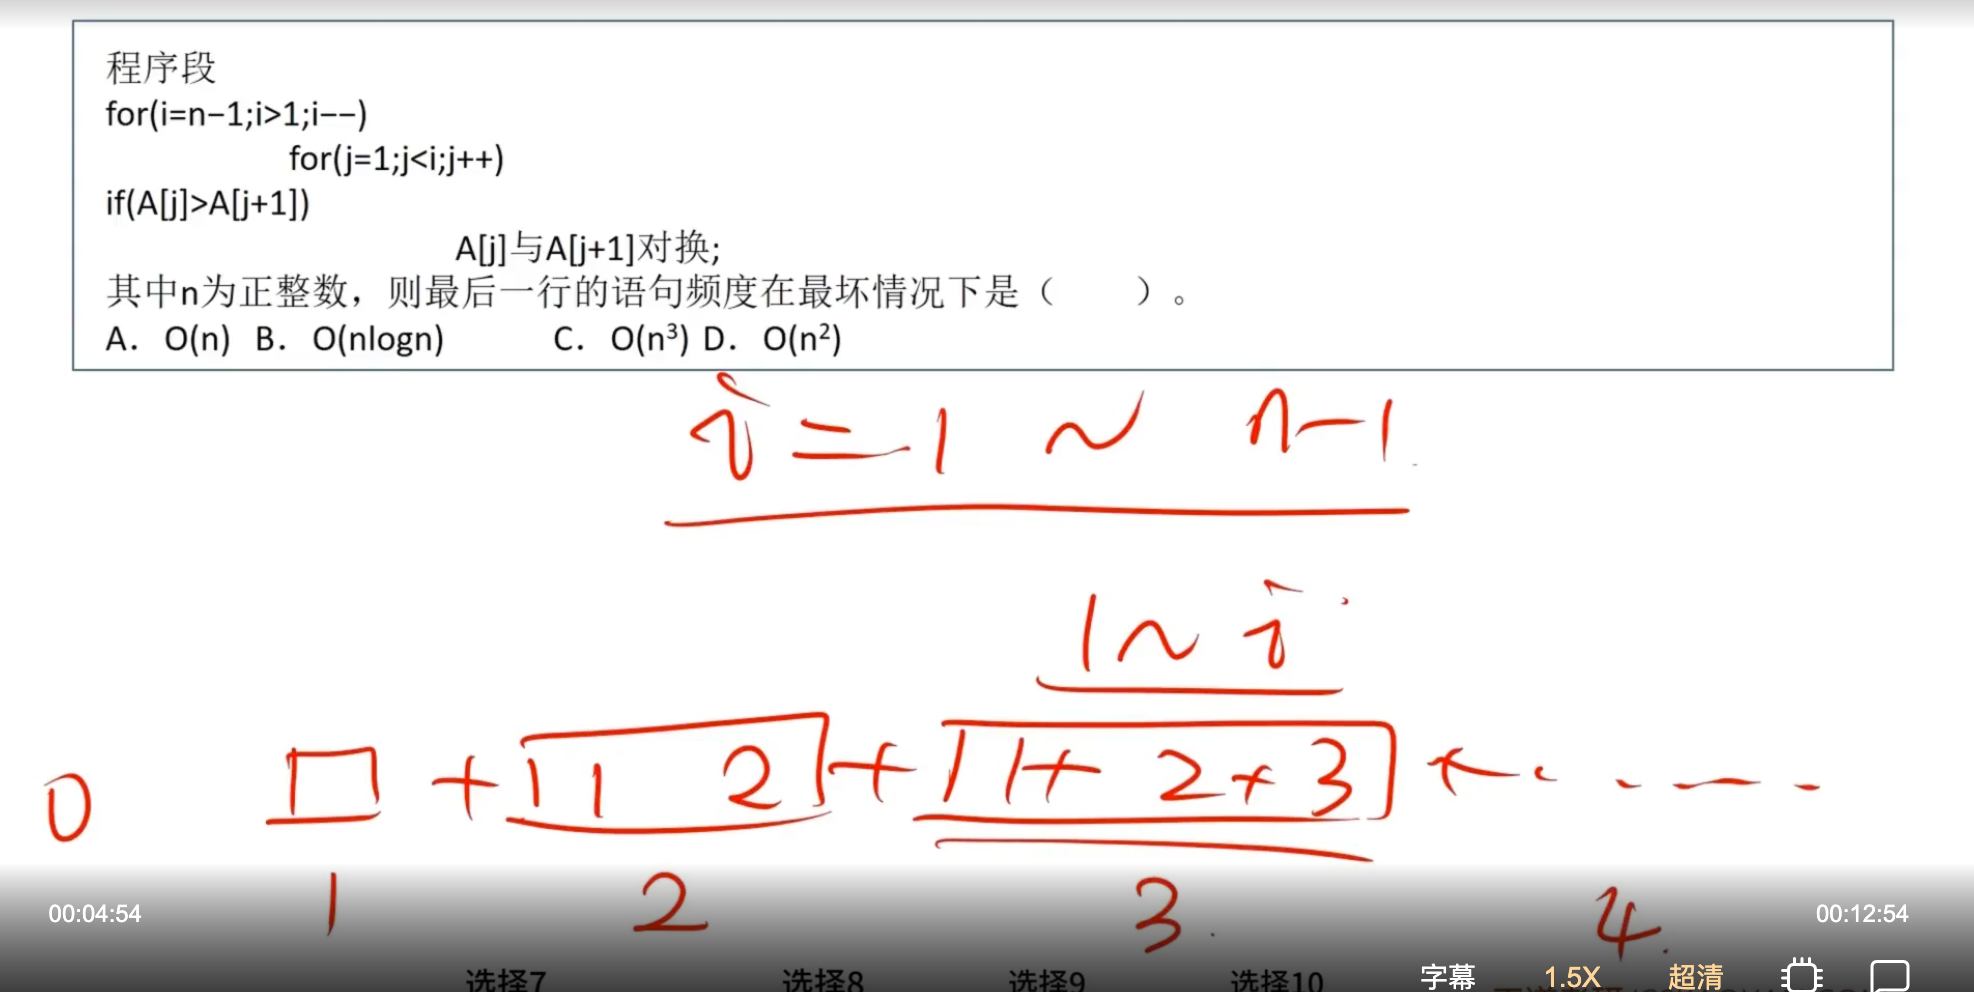 程序段
for(i=n−1;i>1;i−−)
for(j=1;j<i;j++)
if(A[j]>A[j+1])
A[j]与A[j+1]对换;
其中n为正整数，则最后一行的语句频度在最坏情况下是（　　）。
A. O(n) B. O(nlogn) C. O(n³) D. O(n²)
i = 1 ~ n-1
1 ~ i
0 + 1 2 + 1+ 2+3 +
1 2 3 4
00:04:54 00:12:54
选择7 选择8 选择9 选择10 字幕 1.5X 超清